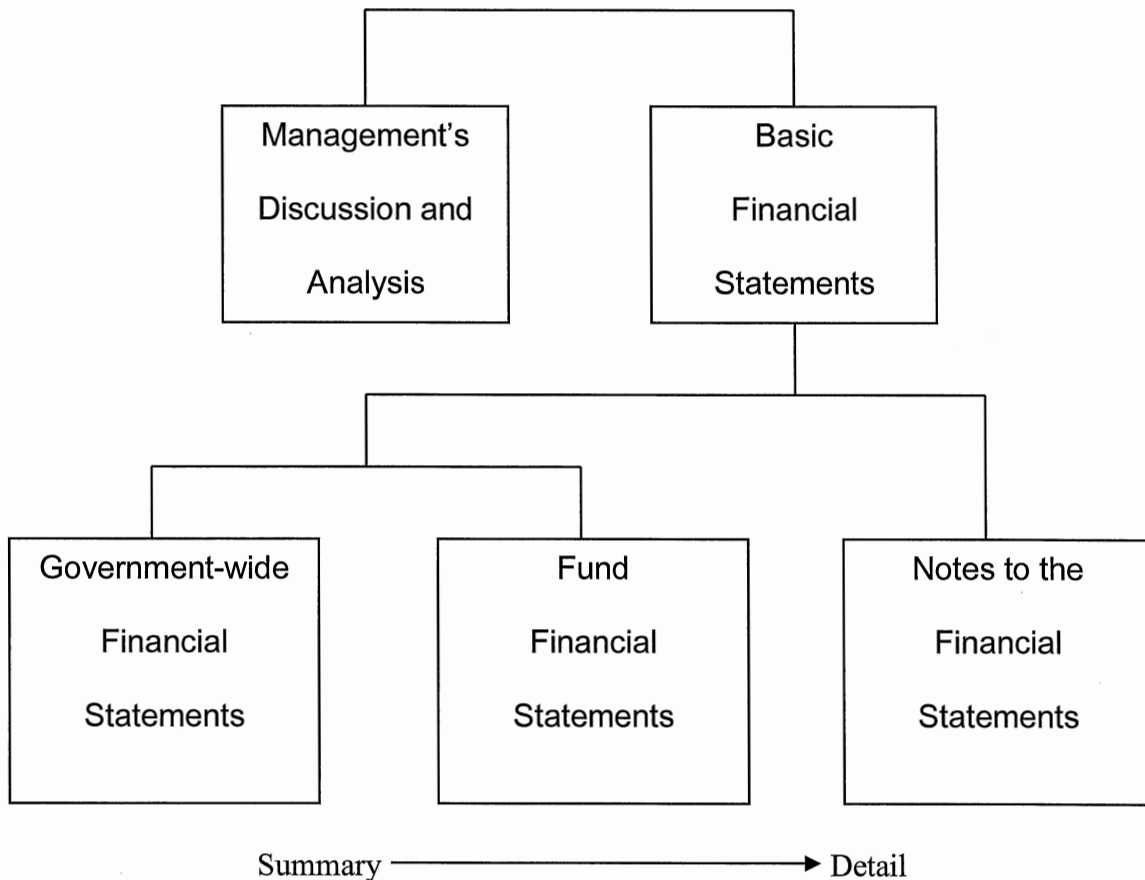 Management's
Discussion and
Analysis
Basic
Financial
Statements
Government-wide
Financial
Statements
Fund
Financial
Statements
Notes to the
Financial
Statements
Summary
Detail